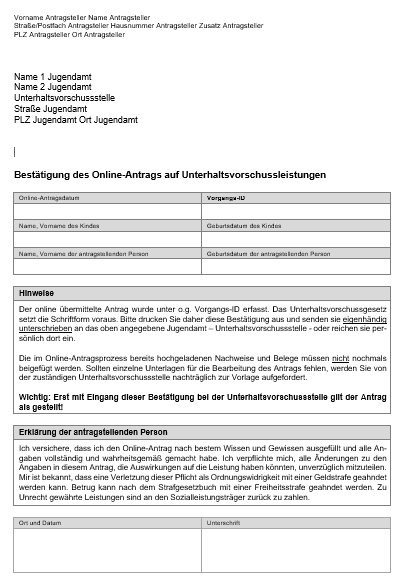 Vorname Antragsteller Name Antragsteller
Straße/Postfach Antragsteller Hausnummer Antragsteller Zusatz Antragsteller
PLZ Antragsteller Ort Antragsteller
Name 1 Jugendamt
Name 2 Jugendamt
Unterhaltsvorschussstelle
Straße Jugendamt
PLZ Jugendamt Ort Jugendamt
Bestätigung des Online-Antrags auf Unterhaltsvorschussleistungen
Online-Antragsdatum Vorgangs-ID
Name, Vorname des Kindes Geburtsdatum des Kindes
Name, Vorname der antragstellenden Person Geburtsdatum der antragstellenden Person
Hinweise
Der online übermittelte Antrag wurde unter o.g. Vorgangs-ID erfasst. Das Unterhaltsvorschussgesetz
setzt die Schriftform voraus. Bitte drucken Sie daher diese Bestätigung aus und senden sie eigenhändig
unterschrieben an das oben angegebene Jugendamt – Unterhaltsvorschussstelle - oder reichen sie per-
sönlich dort ein.
Die im Online-Antragsprozess bereits hochgeladenen Nachweise und Belege müssen nicht nochmals
beigefügt werden. Sollten einzelne Unterlagen für die Bearbeitung des Antrags fehlen, werden Sie von
der zuständigen Unterhaltsvorschussstelle nachträglich zur Vorlage aufgefordert.
Wichtig: Erst mit Eingang dieser Bestätigung bei der Unterhaltsvorschussstelle gilt der Antrag
als gestellt!
Erklärung der antragstellenden Person
Ich versichere, dass ich den Online-Antrag nach bestem Wissen und Gewissen ausgefüllt und alle An-
gaben vollständig und wahrheitsgemäß gemacht habe. Ich verpflichte mich, alle Änderungen zu den
Angaben in diesem Antrag, die Auswirkungen auf die Leistung haben könnten, unverzüglich mitzuteilen.
Mir ist bekannt, dass eine Verletzung dieser Pflicht als Ordnungswidrigkeit mit einer Geldstrafe geahndet
werden kann. Betrug kann nach dem Strafgesetzbuch mit einer Freiheitsstrafe geahndet werden. Zu
Unrecht gewährte Leistungen sind an den Sozialleistungsträger zurück zu zahlen.
Ort und Datum Unterschrift